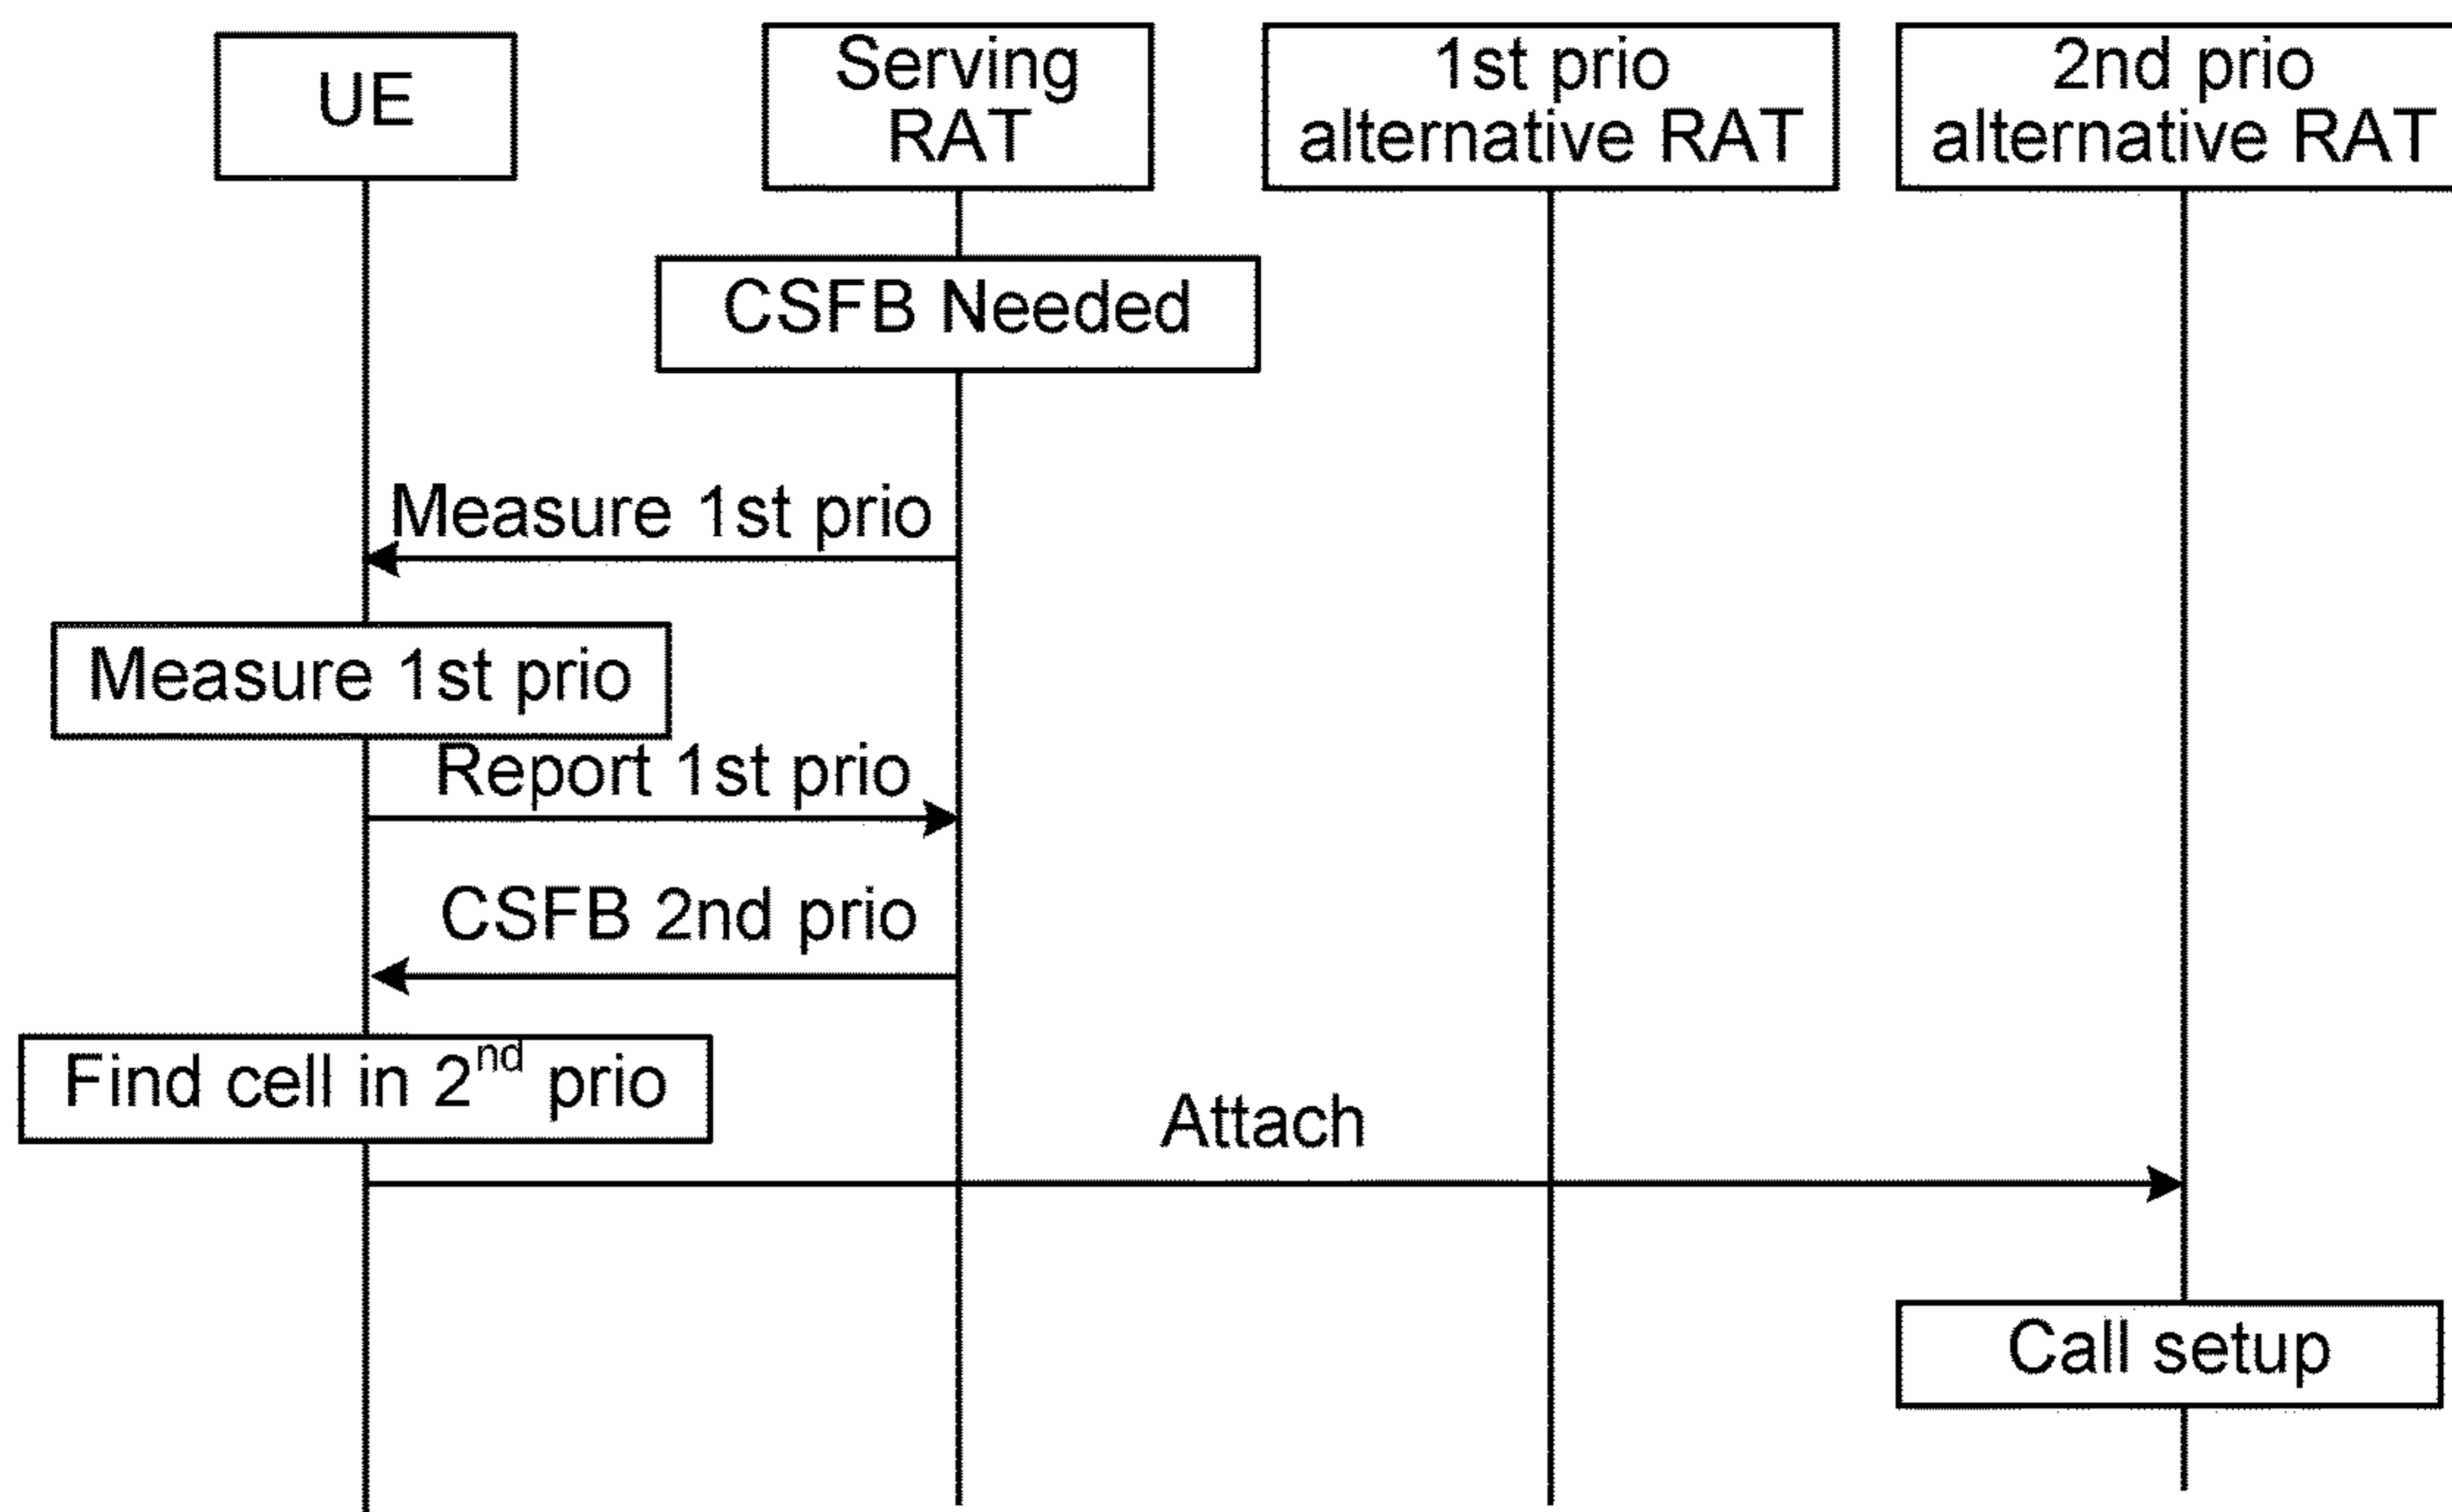 UE
Serving
RAT
1st prio
alternative RAT
2nd prio
alternative RAT
CSFB Needed
Measure 1st prio
Measure 1st prio
Report 1st prio
CSFB 2nd prio
Find cell in 2nd prio
Attach
Call setup